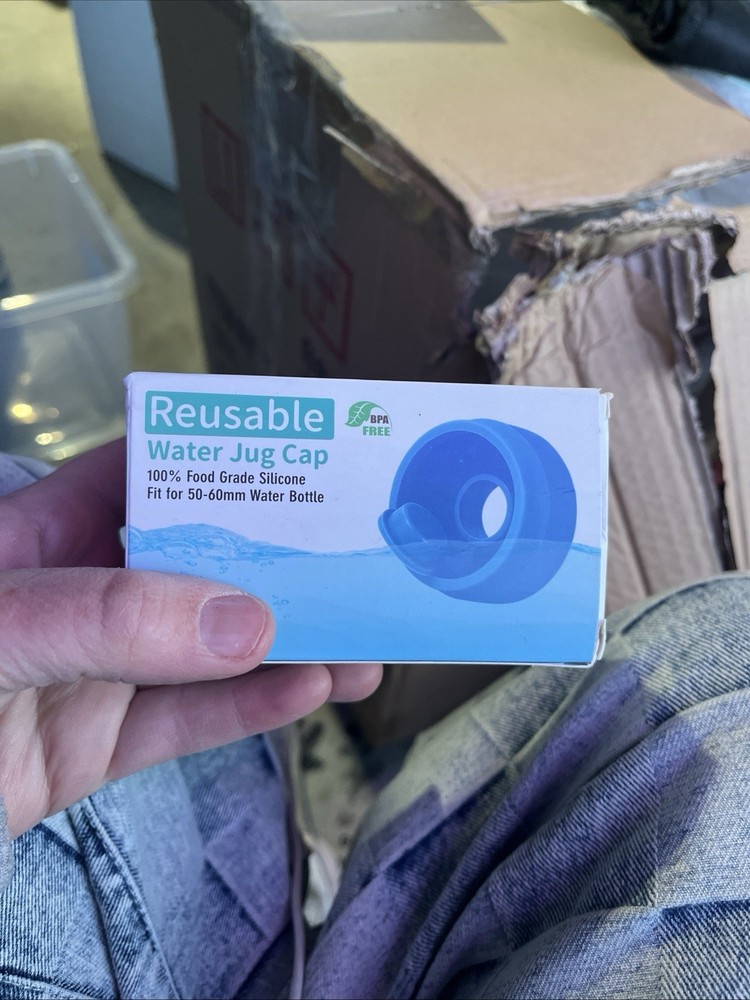 Reusable
BPA
FREE
Water Jug Cap
100% Food Grade Silicone
Fit for 50-60mm Water Bottle